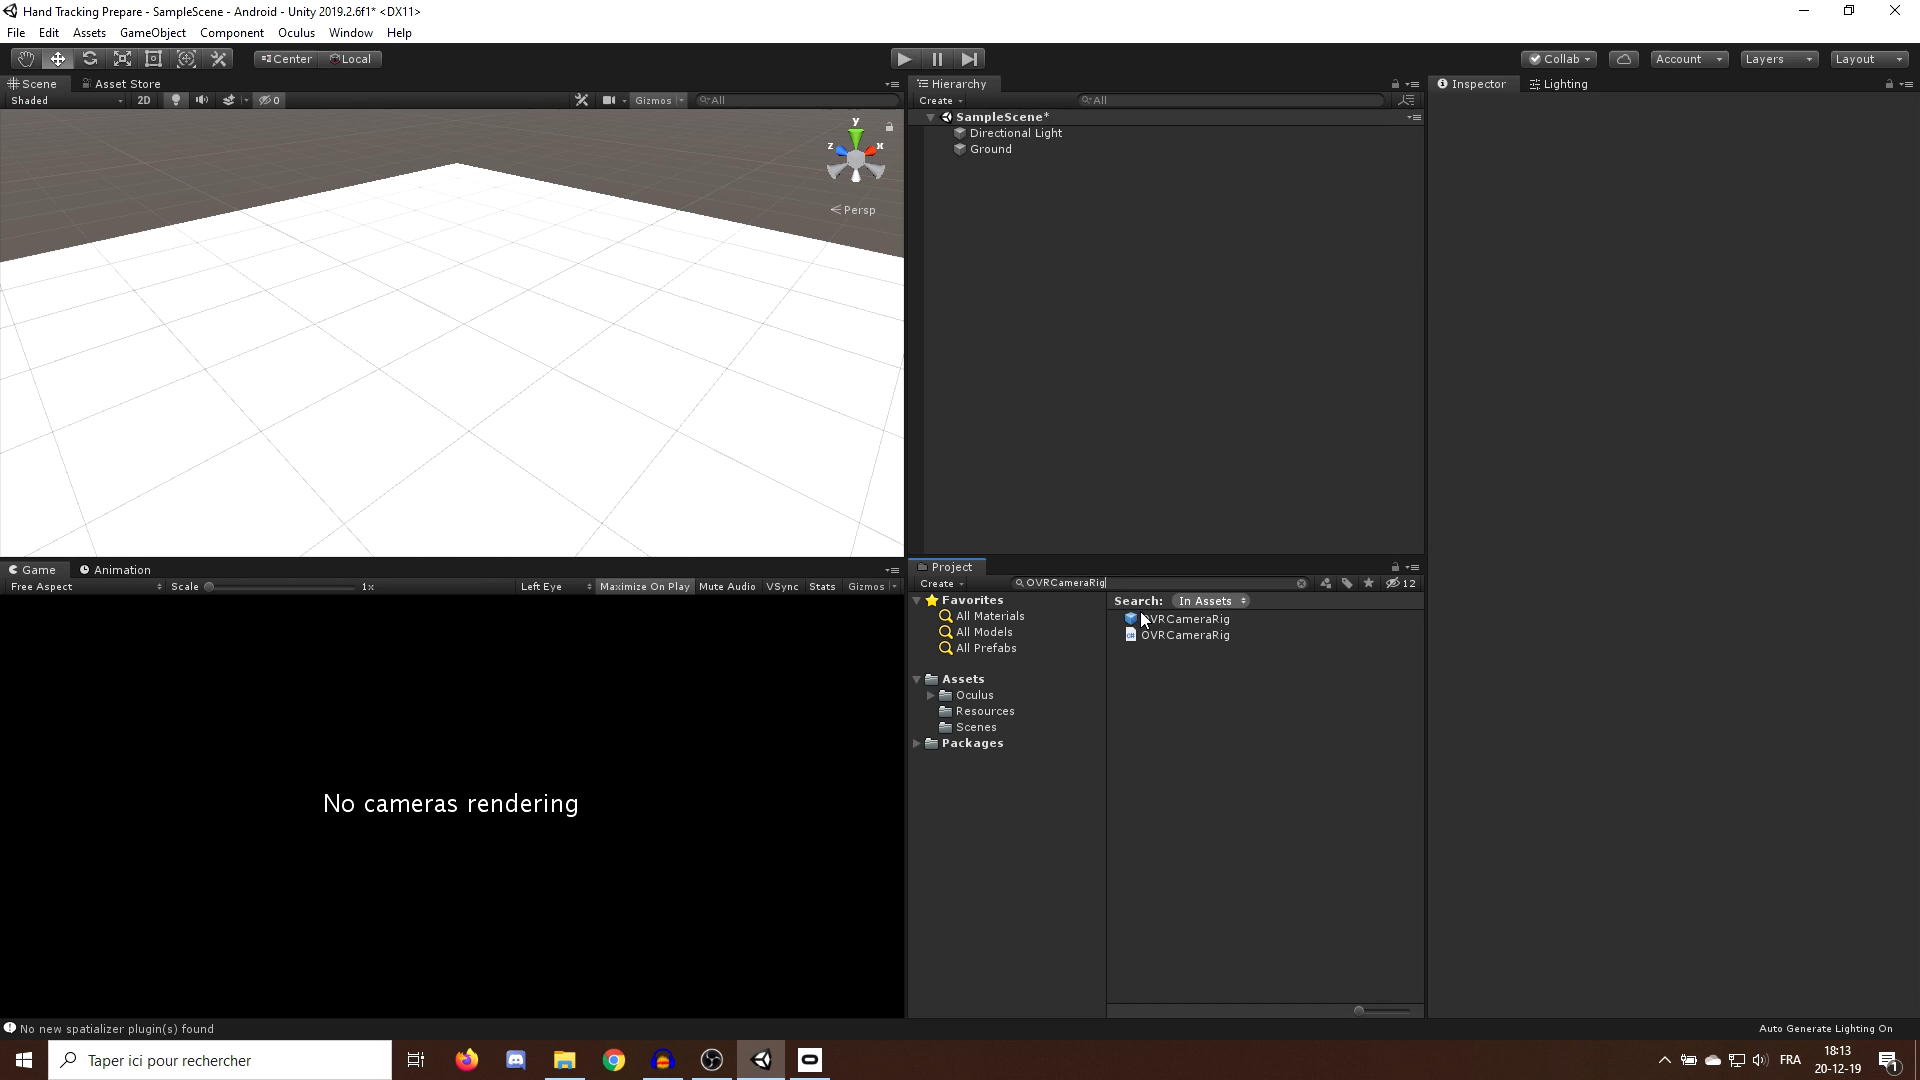 Hand Tracking Prepare - SampleScene - Android - Unity 2019.2.6f1* <DX11>
File Edit Assets GameObject Component Oculus Window Help
Center Local
Collab Account Layers Layout
Scene Asset Store
Shaded 2D 0 Gizmos All
y
z x
Persp
Hierarchy
Create All
SampleScene*
Directional Light
Ground
Inspector Lighting
Game Animation
Free Aspect Scale 1x Left Eye Maximize On Play Mute Audio VSync Stats Gizmos
No cameras rendering
Project
Create OVRCameraRig 12
Favorites
All Materials
All Models
All Prefabs
Assets
Oculus
Resources
Scenes
Packages
Search: In Assets
OVRCameraRig
OVRCameraRig
No new spatializer plugin(s) found
Auto Generate Lighting On
Taper ici pour rechercher
FRA
18:13
20-12-19
1